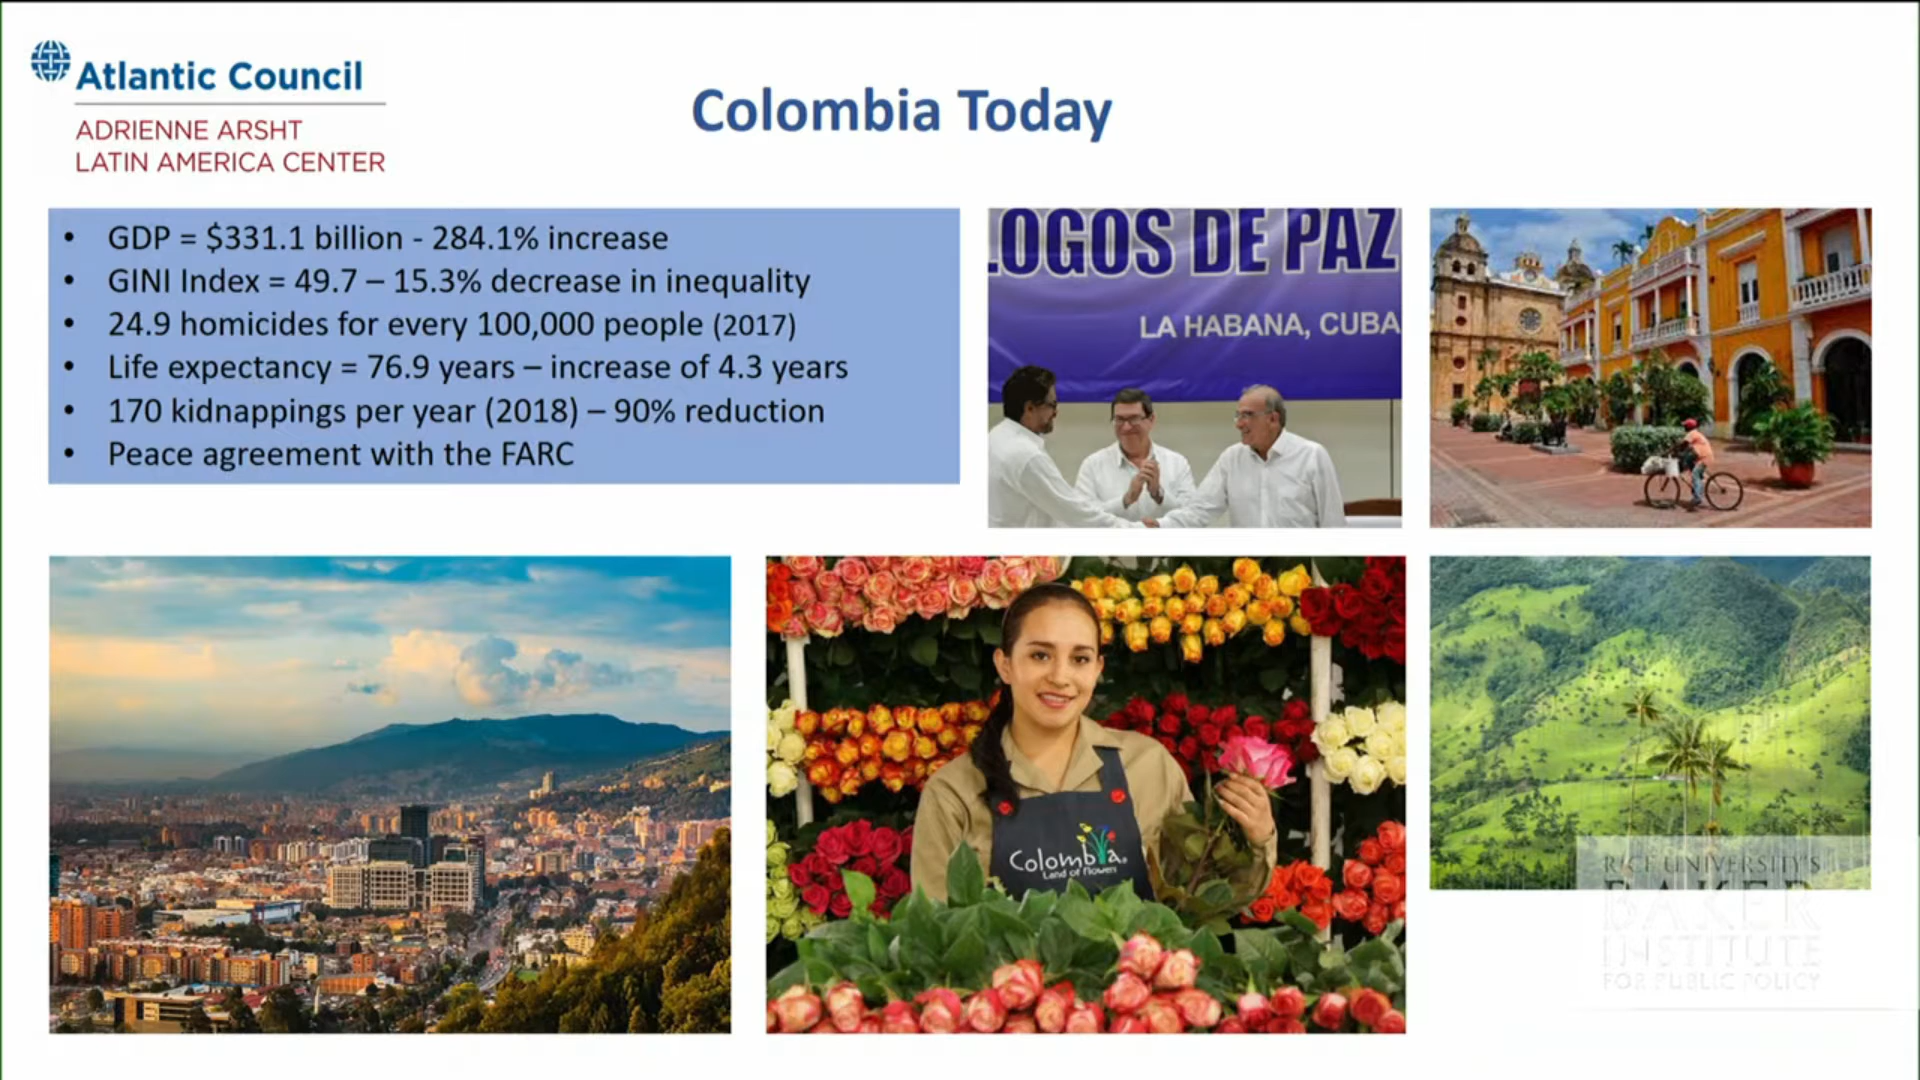 Atlantic Council
ADRIENNE ARSHT
LATIN AMERICA CENTER
Colombia Today
• GDP = $331.1 billion - 284.1% increase
• GINI Index = 49.7 – 15.3% decrease in inequality
• 24.9 homicides for every 100,000 people (2017)
• Life expectancy = 76.9 years – increase of 4.3 years
• 170 kidnappings per year (2018) – 90% reduction
• Peace agreement with the FARC
LOGOS DE PAZ
LA HABANA, CUBA
Colombia
Land of flowers
RICE UNIVERSITY'S
BAKER
INSTITUTE
FOR PUBLIC POLICY